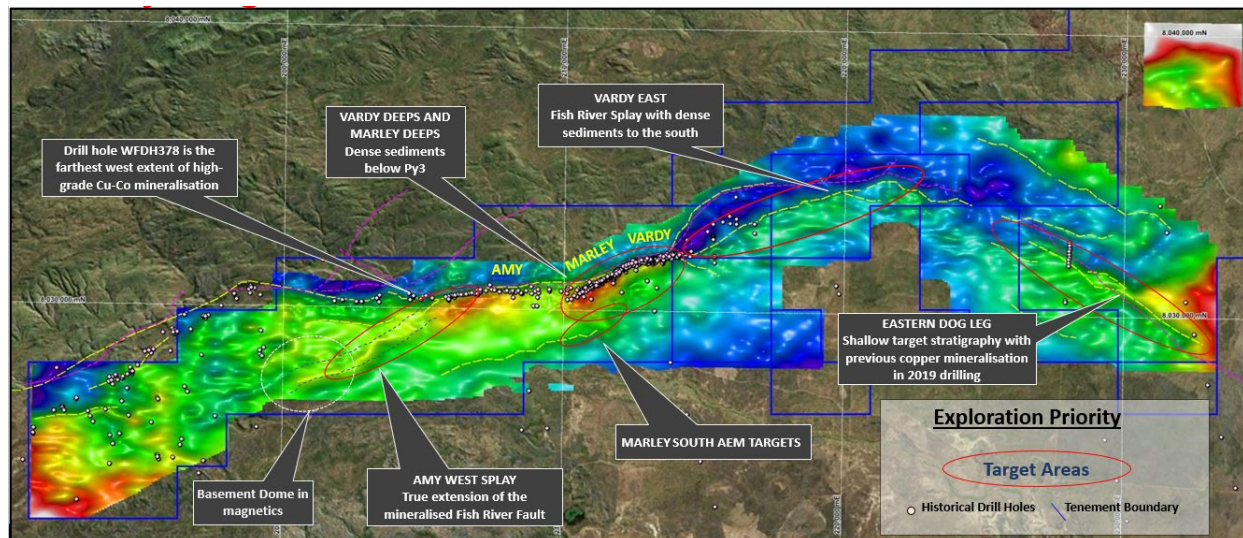 8,040,000 mN
8,040,000 mN
VARDY EAST
Fish River Splay with dense
sediments to the south
VARDY DEEPS AND
MARLEY DEEPS
Dense sediments
below Py3
Drill hole WFDH378 is the
farthest west extent of high-
grade Cu-Co mineralisation
AMY
MARLEY
VARDY
8,030,000 mN
8,030,000 mN
EASTERN DOG LEG
Shallow target stratigraphy with
previous copper mineralisation
in 2019 drilling
MARLEY SOUTH AEM TARGETS
AMY WEST SPLAY
True extension of the
mineralised Fish River Fault
Basement Dome in
magnetics
Exploration Priority
Target Areas
Historical Drill Holes
Tenement Boundary